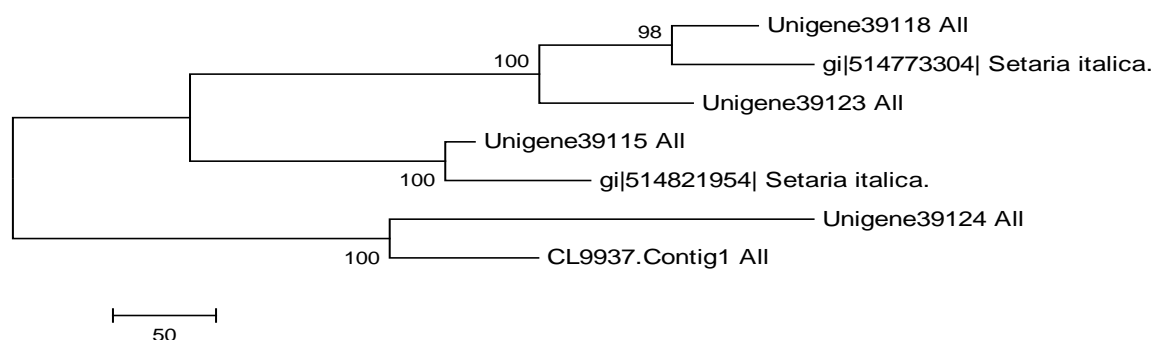 Unigene39118 All
98
gi|514773304| Setaria italica.
100
Unigene39123 All
Unigene39115 All
100
gi|514821954| Setaria italica.
Unigene39124 All
100
CL9937.Contig1 All
50